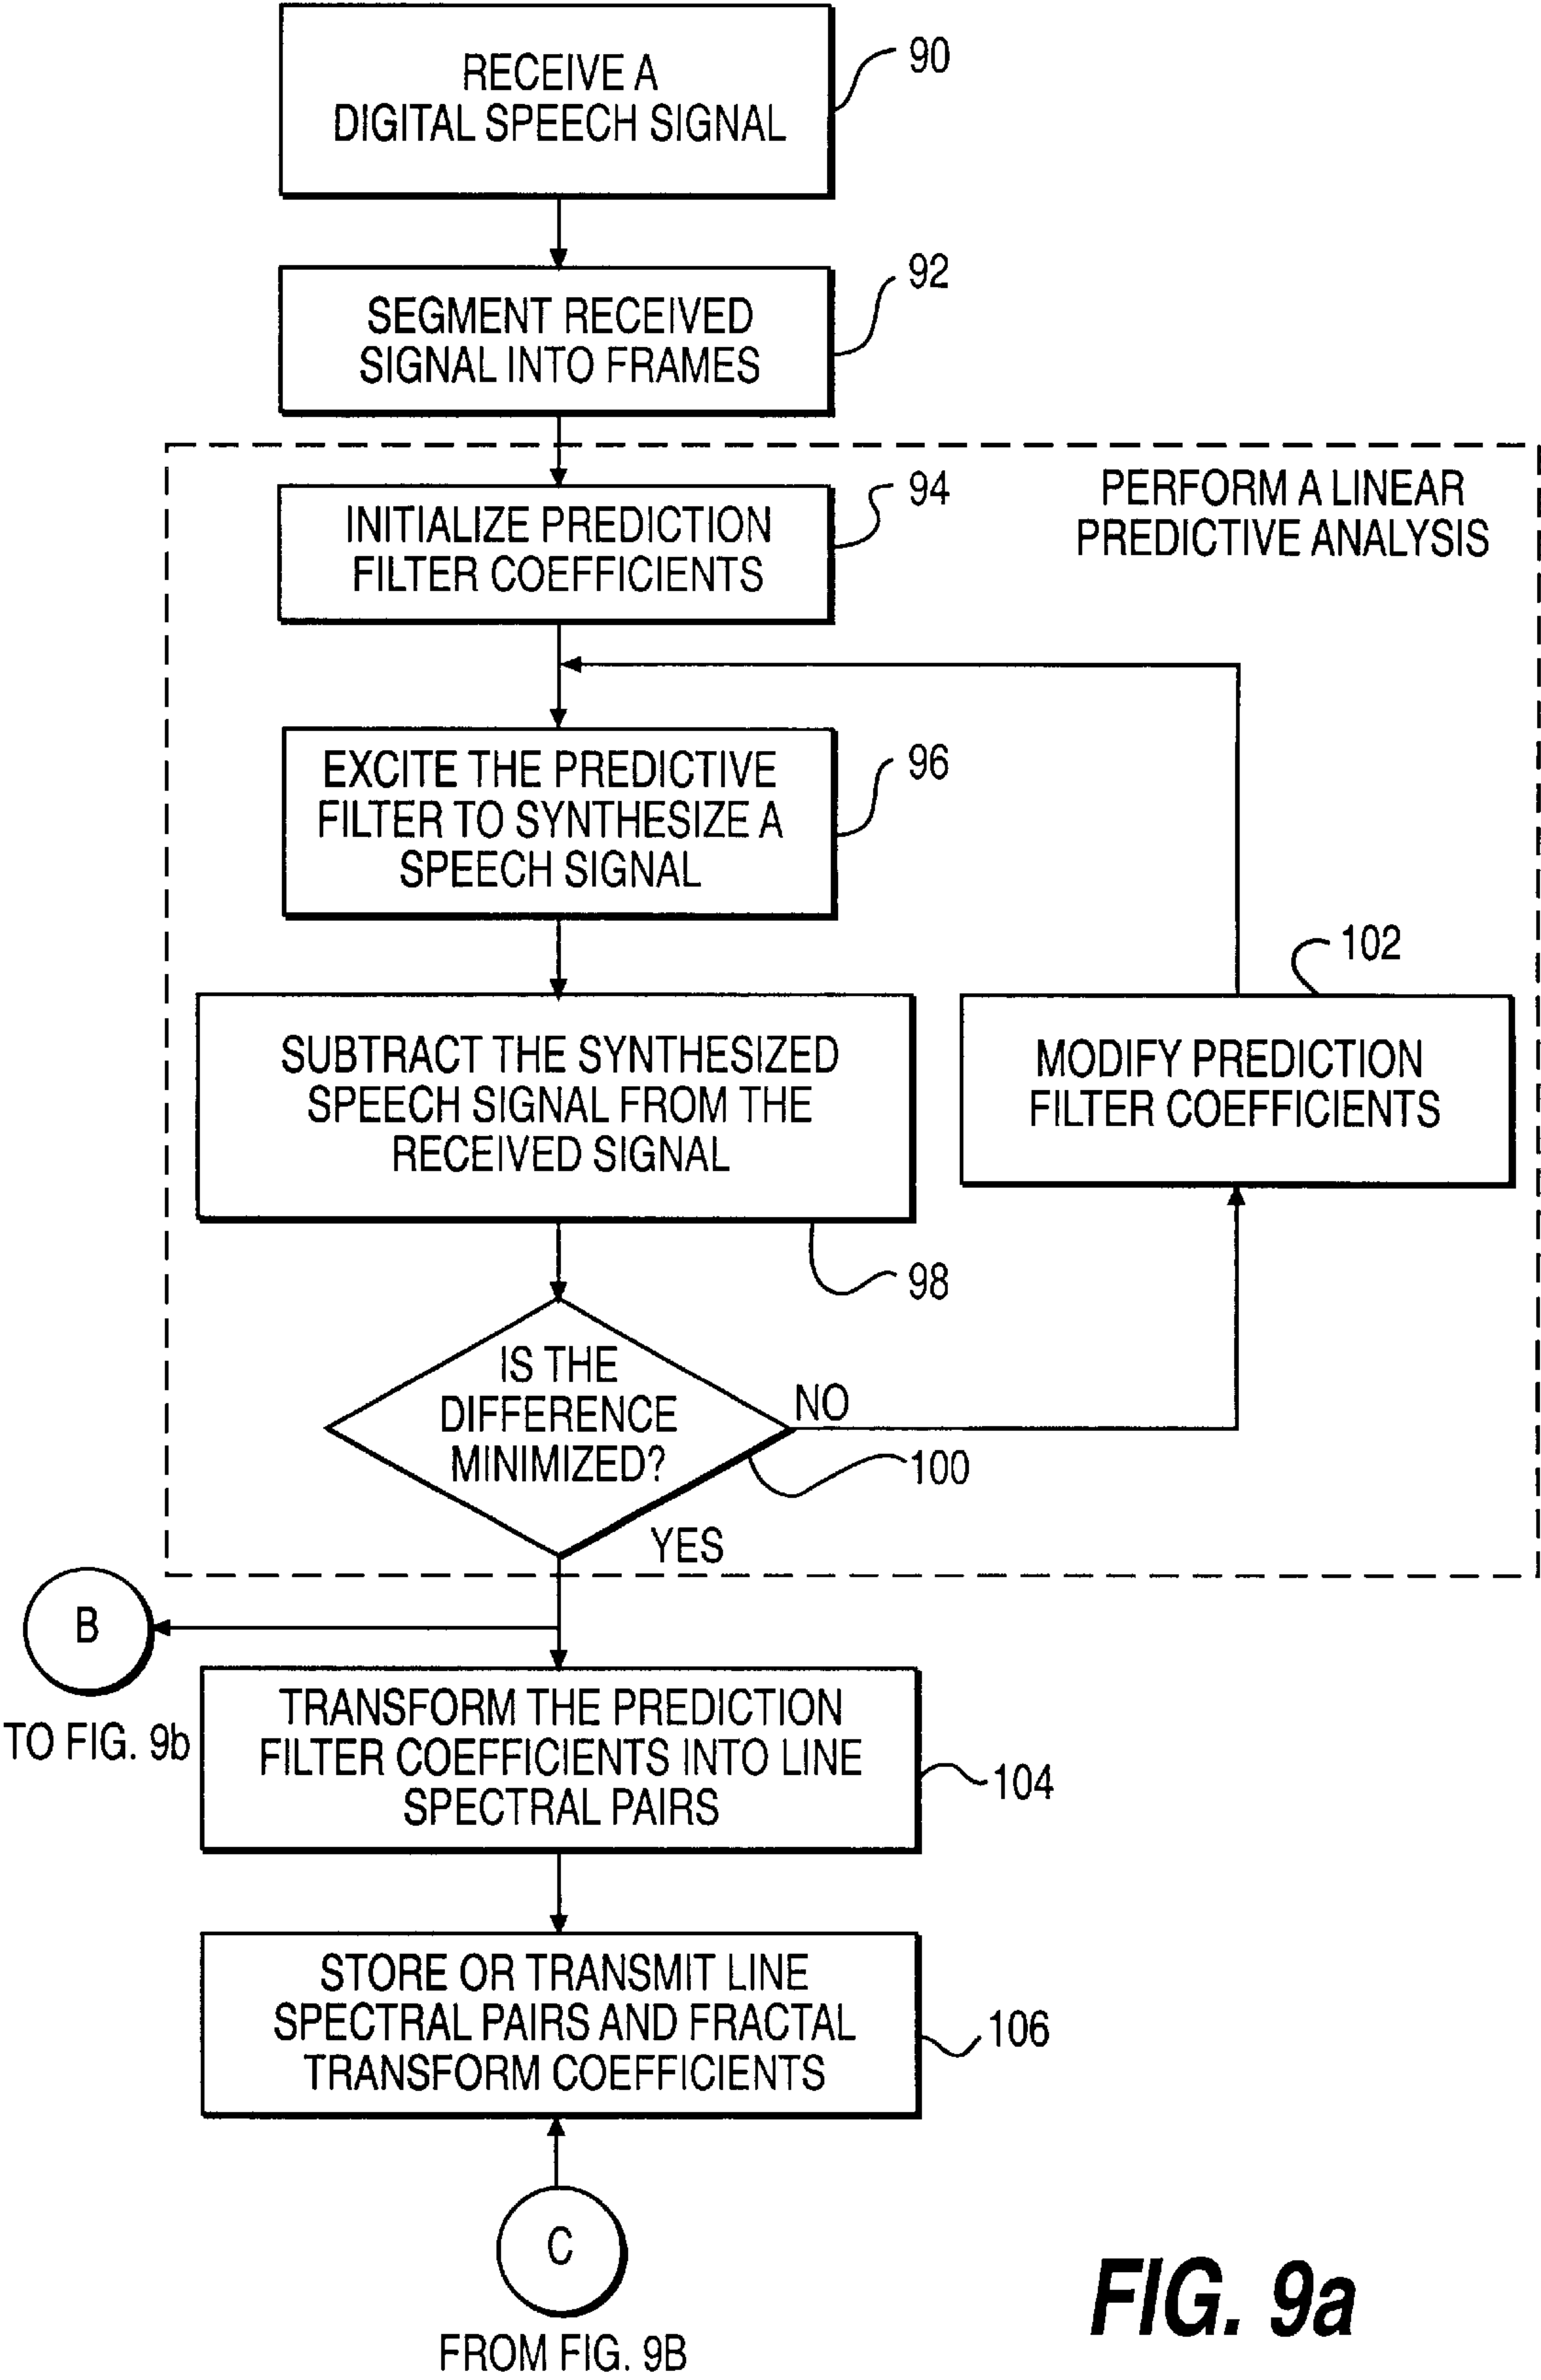 RECEIVE A
DIGITAL SPEECH SIGNAL
90
SEGMENT RECEIVED
SIGNAL INTO FRAMES
92
PERFORM A LINEAR
PREDICTIVE ANALYSIS
INITIALIZE PREDICTION
FILTER COEFFICIENTS
94
EXCITE THE PREDICTIVE
FILTER TO SYNTHESIZE A
SPEECH SIGNAL
96
SUBTRACT THE SYNTHESIZED
SPEECH SIGNAL FROM THE
RECEIVED SIGNAL
98
MODIFY PREDICTION
FILTER COEFFICIENTS
102
IS THE
DIFFERENCE
MINIMIZED?
NO
100
YES
B
TO FIG. 9b
TRANSFORM THE PREDICTION
FILTER COEFFICIENTS INTO LINE
SPECTRAL PAIRS
104
STORE OR TRANSMIT LINE
SPECTRAL PAIRS AND FRACTAL
TRANSFORM COEFFICIENTS
106
C
FROM FIG. 9B
FIG. 9a